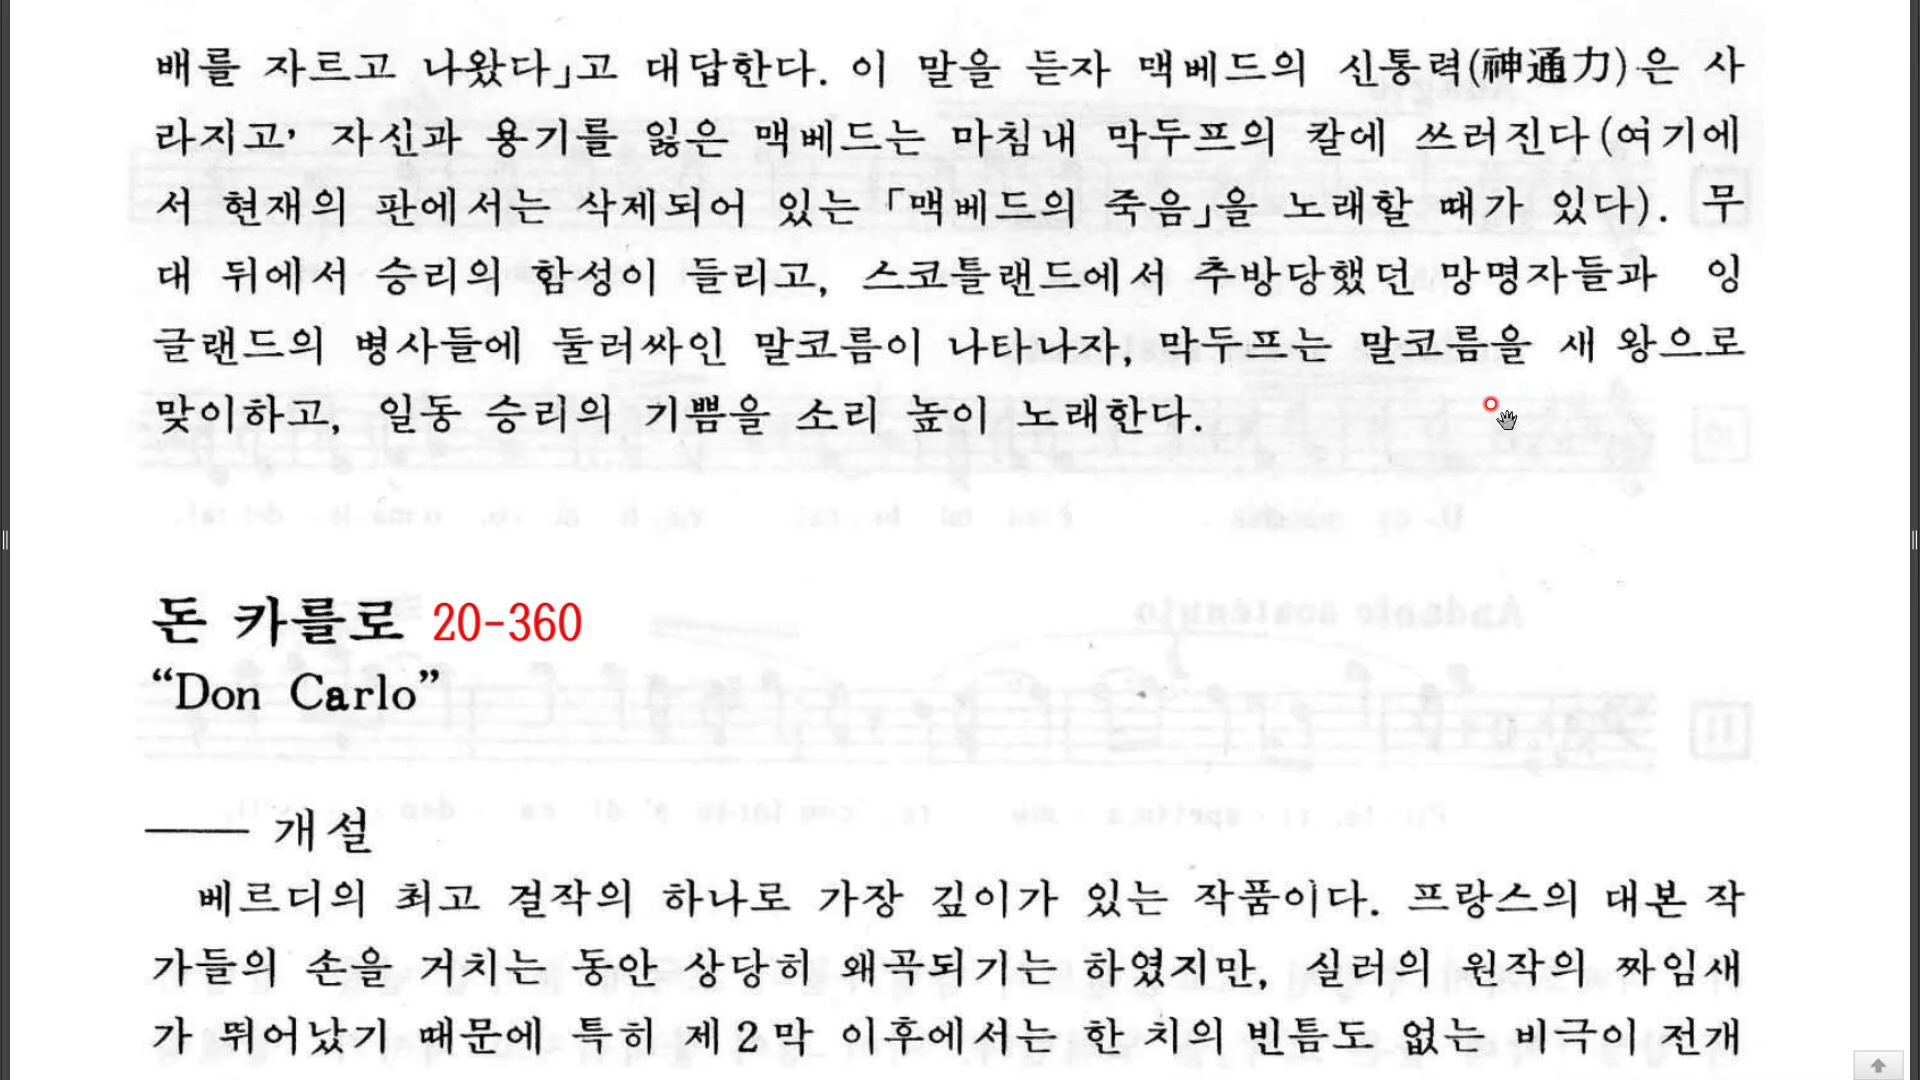 배를 자르고 나왔다」고 대답한다. 이 말을 듣자 맥베드의 신통력(神通力)은 사
라지고, 자신과 용기를 잃은 맥베드는 마침내 막두프의 칼에 쓰러진다(여기에
서 현재의 판에서는 삭제되어 있는「맥베드의 죽음」을 노래할 때가 있다). 무
대 뒤에서 승리의 함성이 들리고, 스코틀랜드에서 추방당했던 망명자들과 잉
글랜드의 병사들에 둘러싸인 말코름이 나타나자, 막두프는 말코름을 새 왕으로
맞이하고, 일동 승리의 기쁨을 소리 높이 노래한다.
돈 카를로 20-360
“Don Carlo”
── 개설
베르디의 최고 걸작의 하나로 가장 깊이가 있는 작품이다. 프랑스의 대본 작
가들의 손을 거치는 동안 상당히 왜곡되기는 하였지만, 실러의 원작의 짜임새
가 뛰어났기 때문에 특히 제2막 이후에서는 한 치의 빈틈도 없는 비극이 전개